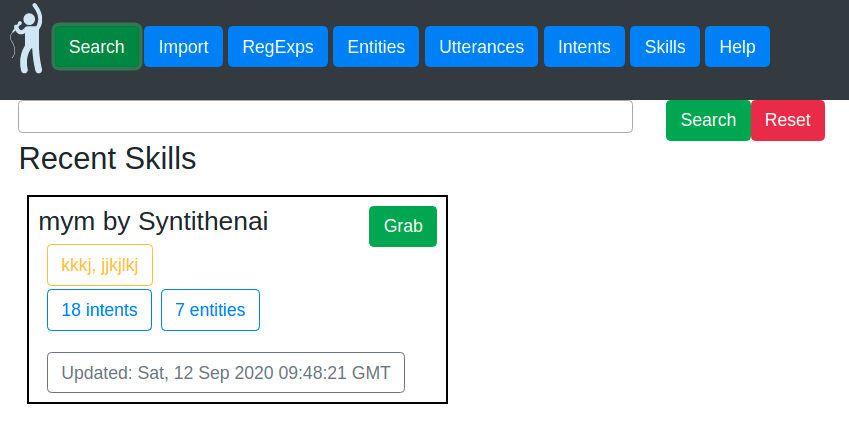 Search Import RegExps Entities Utterances Intents Skills Help
Search Reset
Recent Skills
mym by Syntithenai Grab
kkkj, jjkjlkj
18 intents 7 entities
Updated: Sat, 12 Sep 2020 09:48:21 GMT